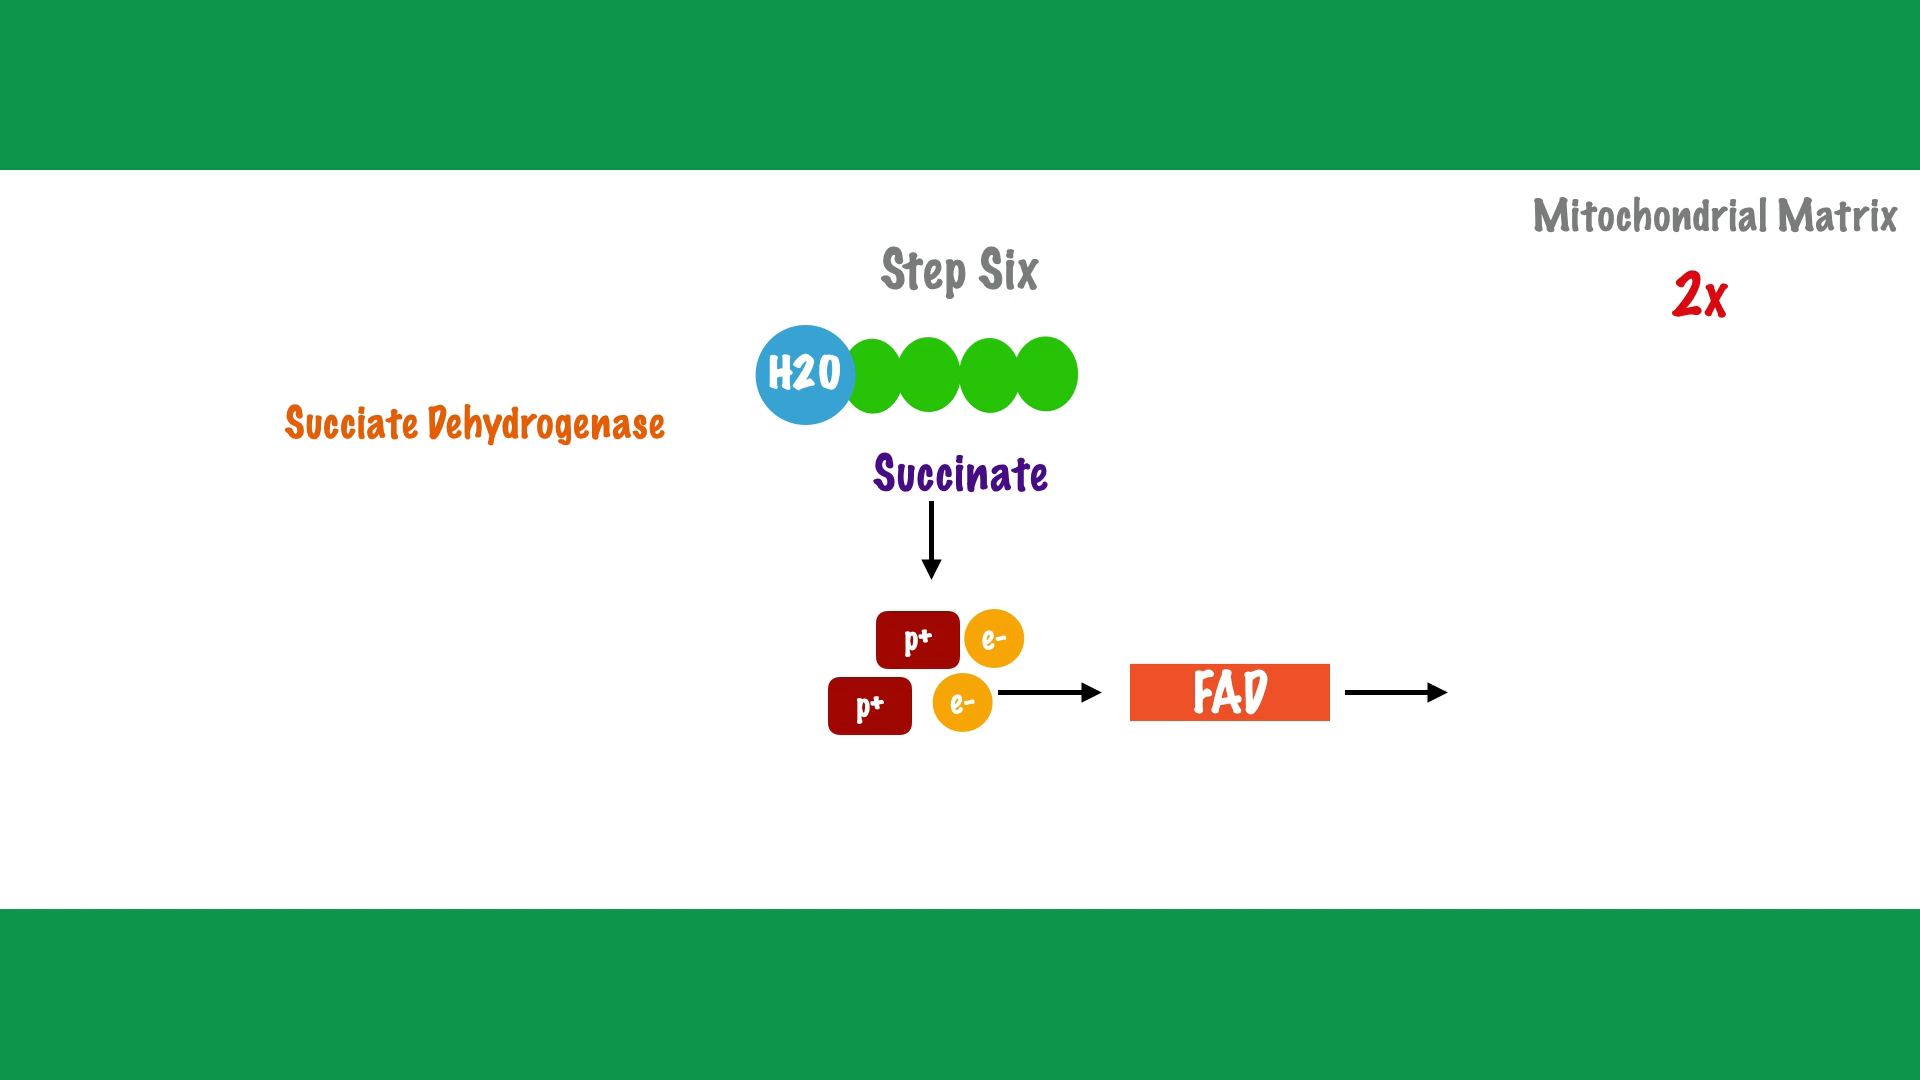 Mitochondrial Matrix
2x
Step Six
H2O
Succiate Dehydrogenase
Succinate
p+ e-
p+ e-
FAD